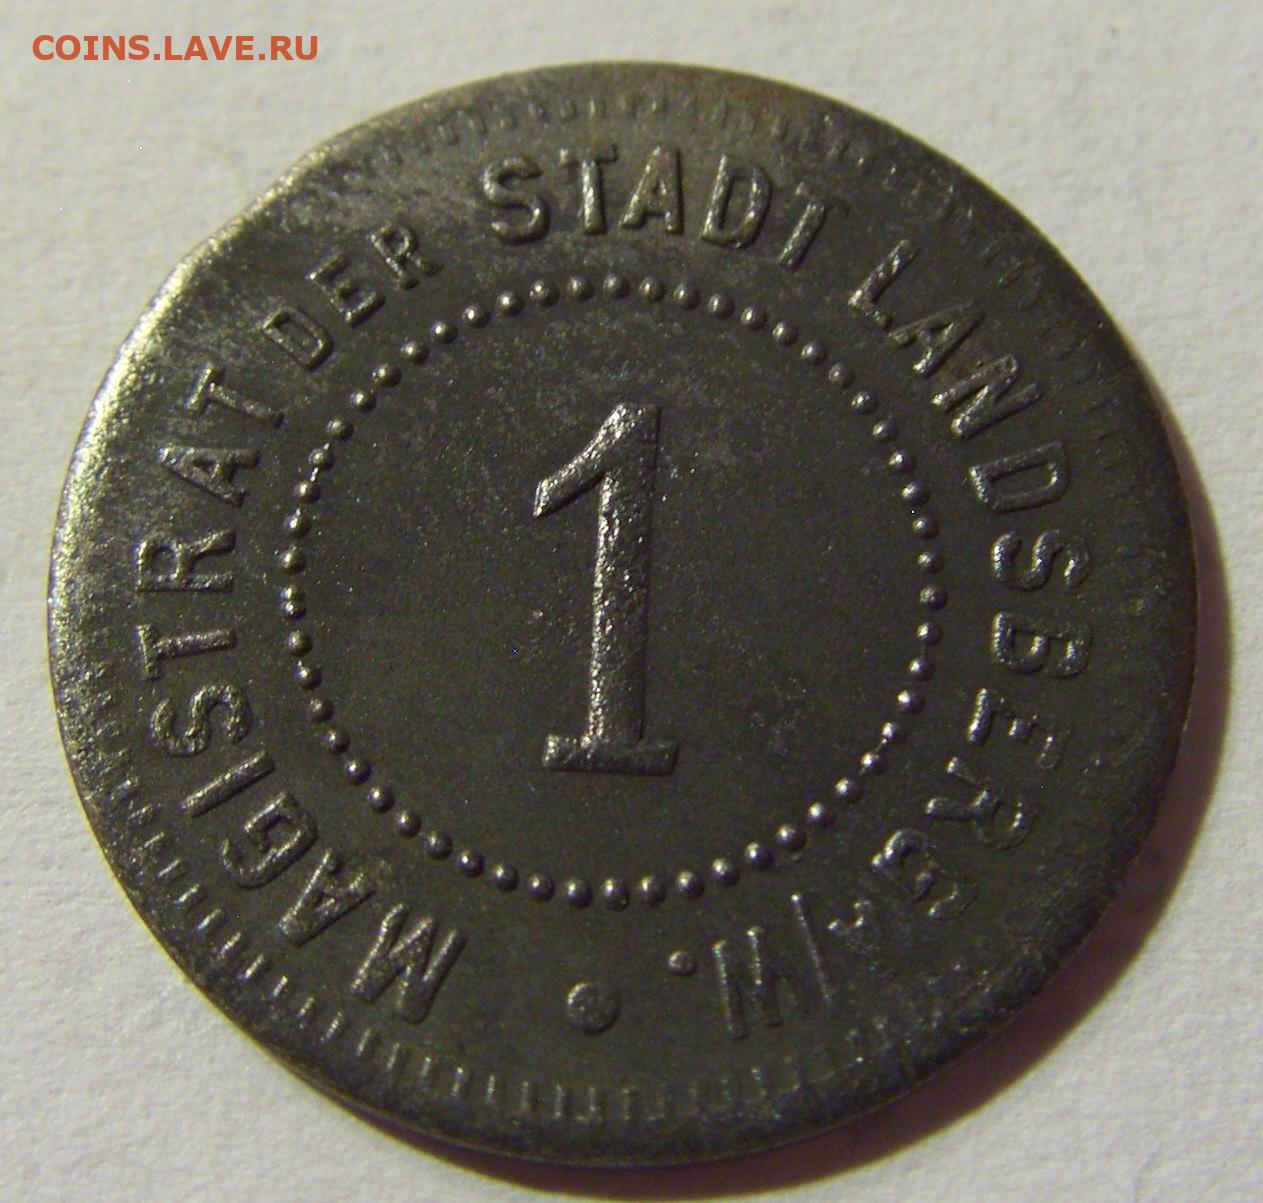 COINS.LAVE.RU
MAGISTRAT DER STADT LANDSBERG a/W.
1